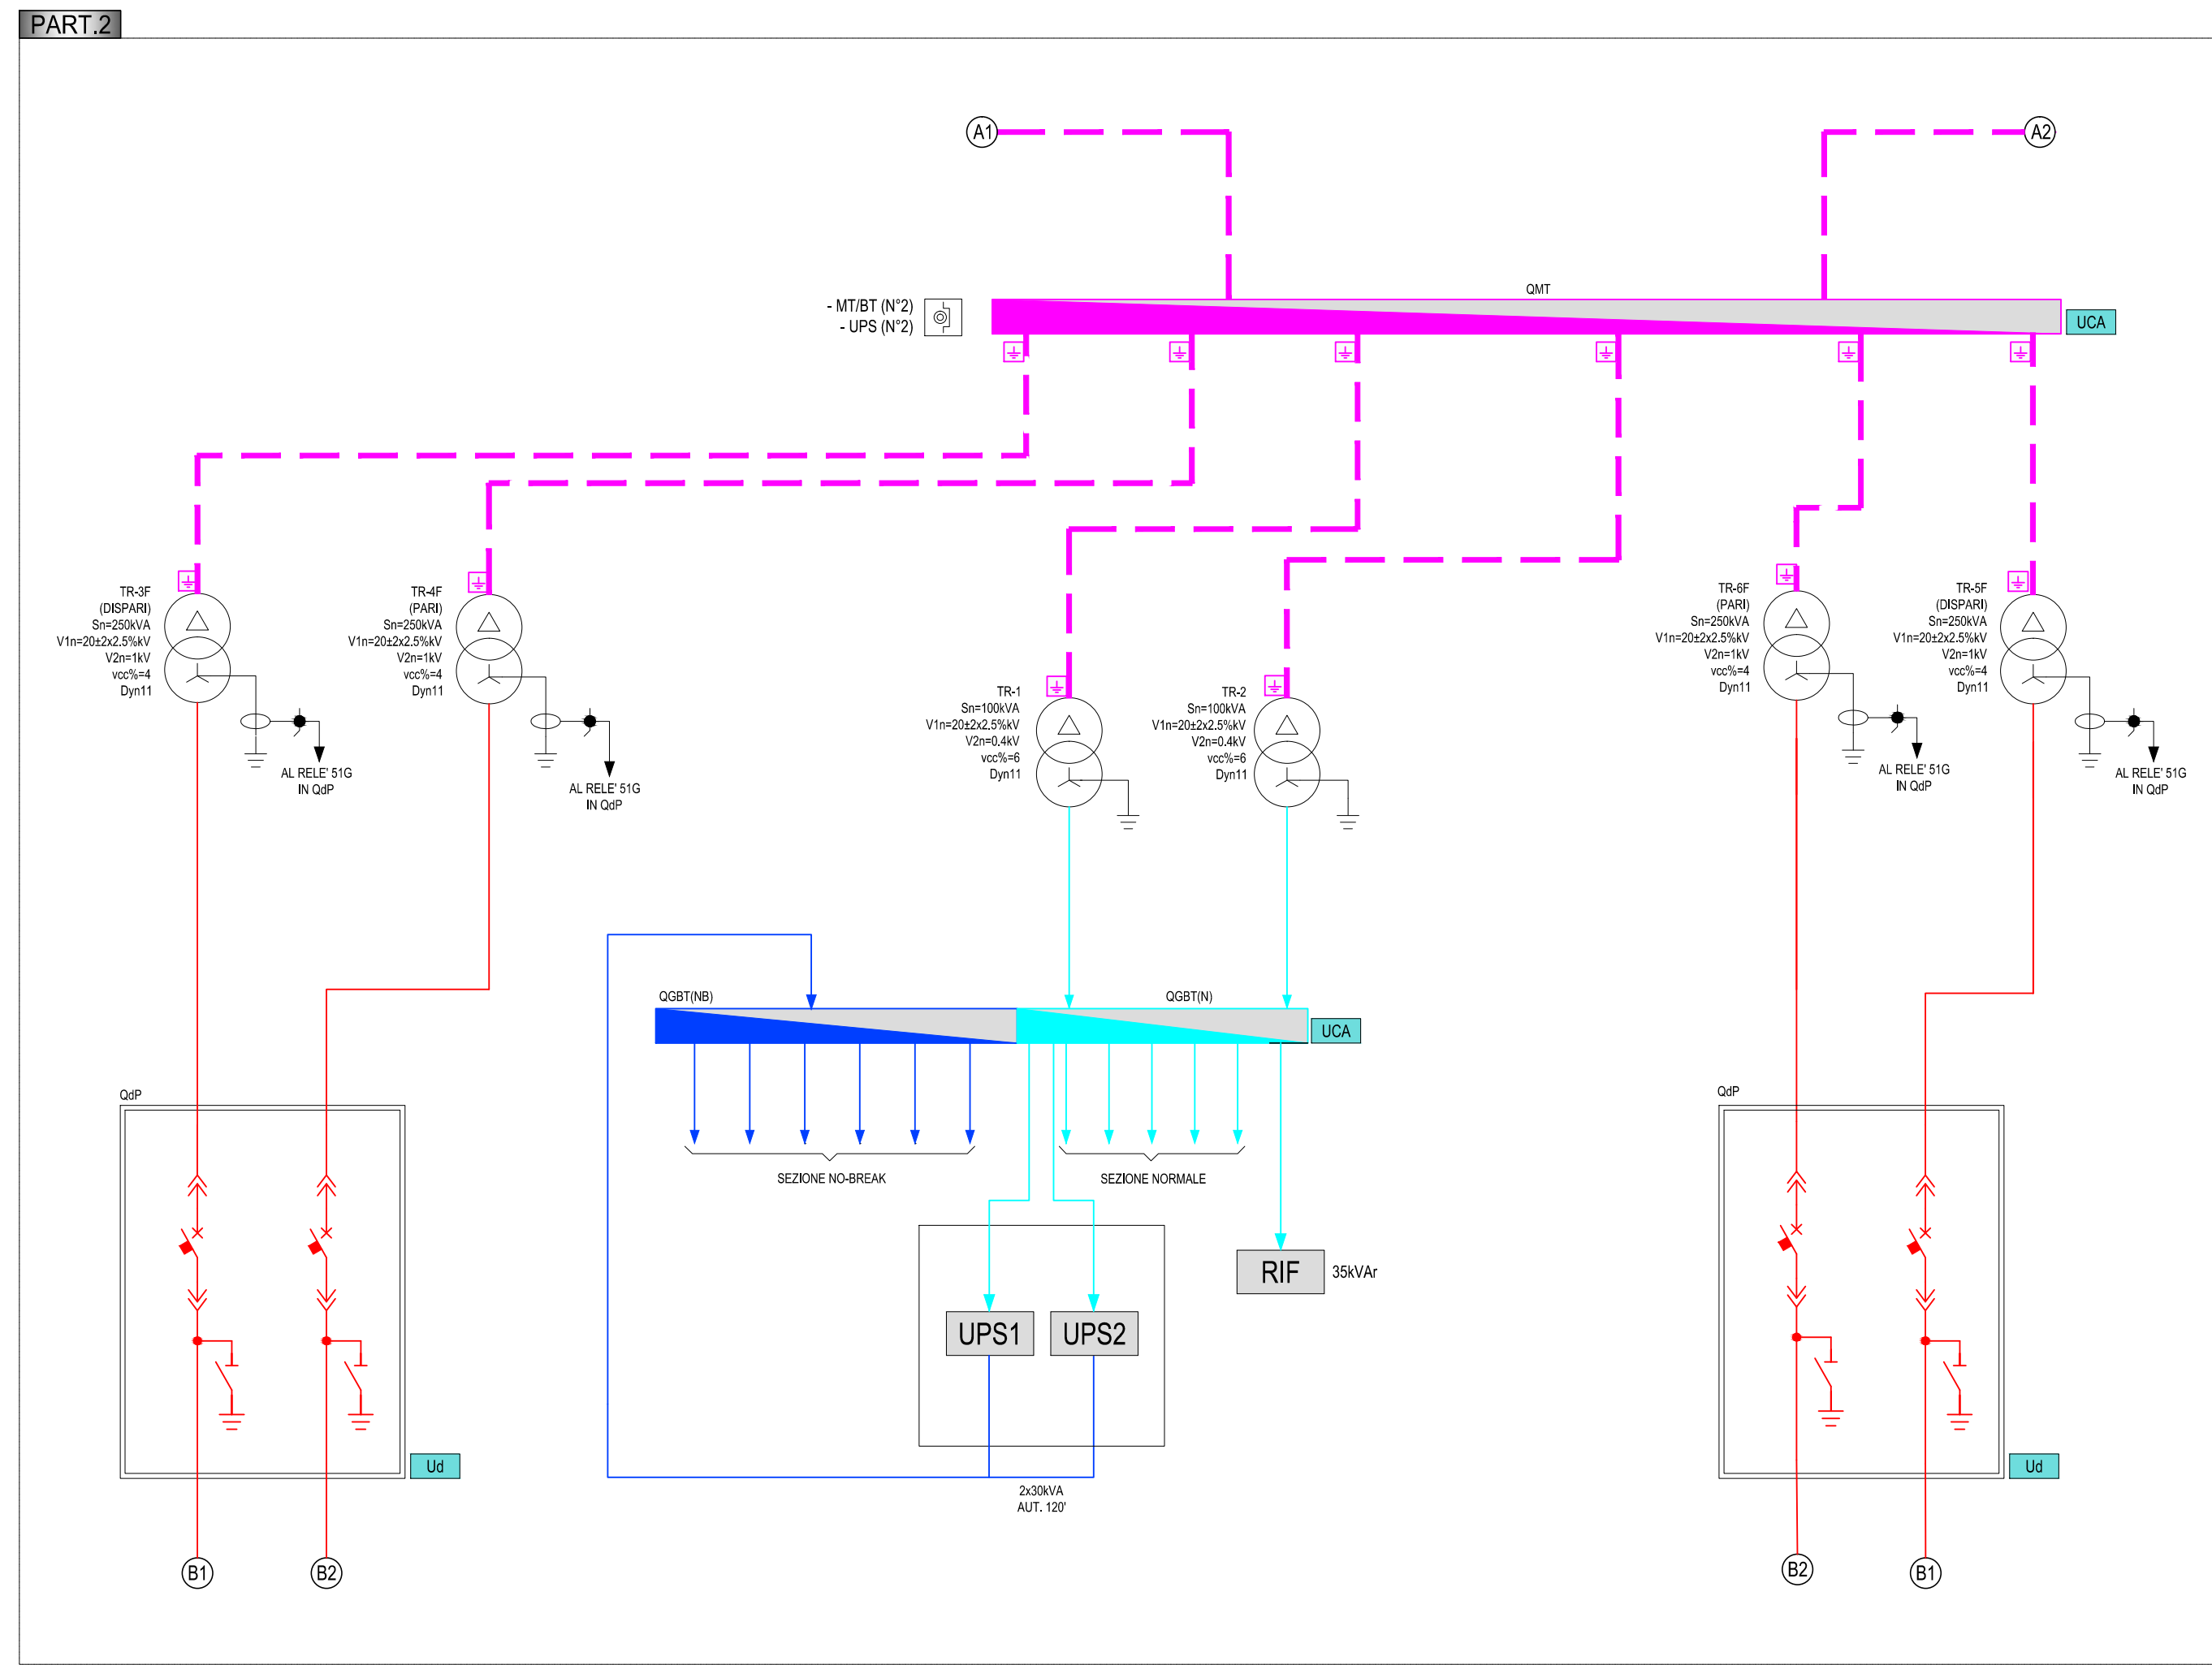 PART.2
A1
A2
QMT
- MT/BT (N°2)
- UPS (N°2)
UCA
TR-3F
(DISPARI)
Sn=250kVA
V1n=20±2x2.5%kV
V2n=1kV
vcc%=4
Dyn11
AL RELE' 51G
IN QdP
TR-4F
(PARI)
Sn=250kVA
V1n=20±2x2.5%kV
V2n=1kV
vcc%=4
Dyn11
AL RELE' 51G
IN QdP
TR-1
Sn=100kVA
V1n=20±2x2.5%kV
V2n=0.4kV
vcc%=6
Dyn11
TR-2
Sn=100kVA
V1n=20±2x2.5%kV
V2n=0.4kV
vcc%=6
Dyn11
TR-6F
(PARI)
Sn=250kVA
V1n=20±2x2.5%kV
V2n=1kV
vcc%=4
Dyn11
AL RELE' 51G
IN QdP
TR-5F
(DISPARI)
Sn=250kVA
V1n=20±2x2.5%kV
V2n=1kV
vcc%=4
Dyn11
AL RELE' 51G
IN QdP
QGBT(NB)
QGBT(N)
UCA
SEZIONE NO-BREAK
SEZIONE NORMALE
QdP
QdP
RIF
35kVAr
UPS1
UPS2
2x30kVA
AUT. 120'
Ud
Ud
B1
B2
B2
B1